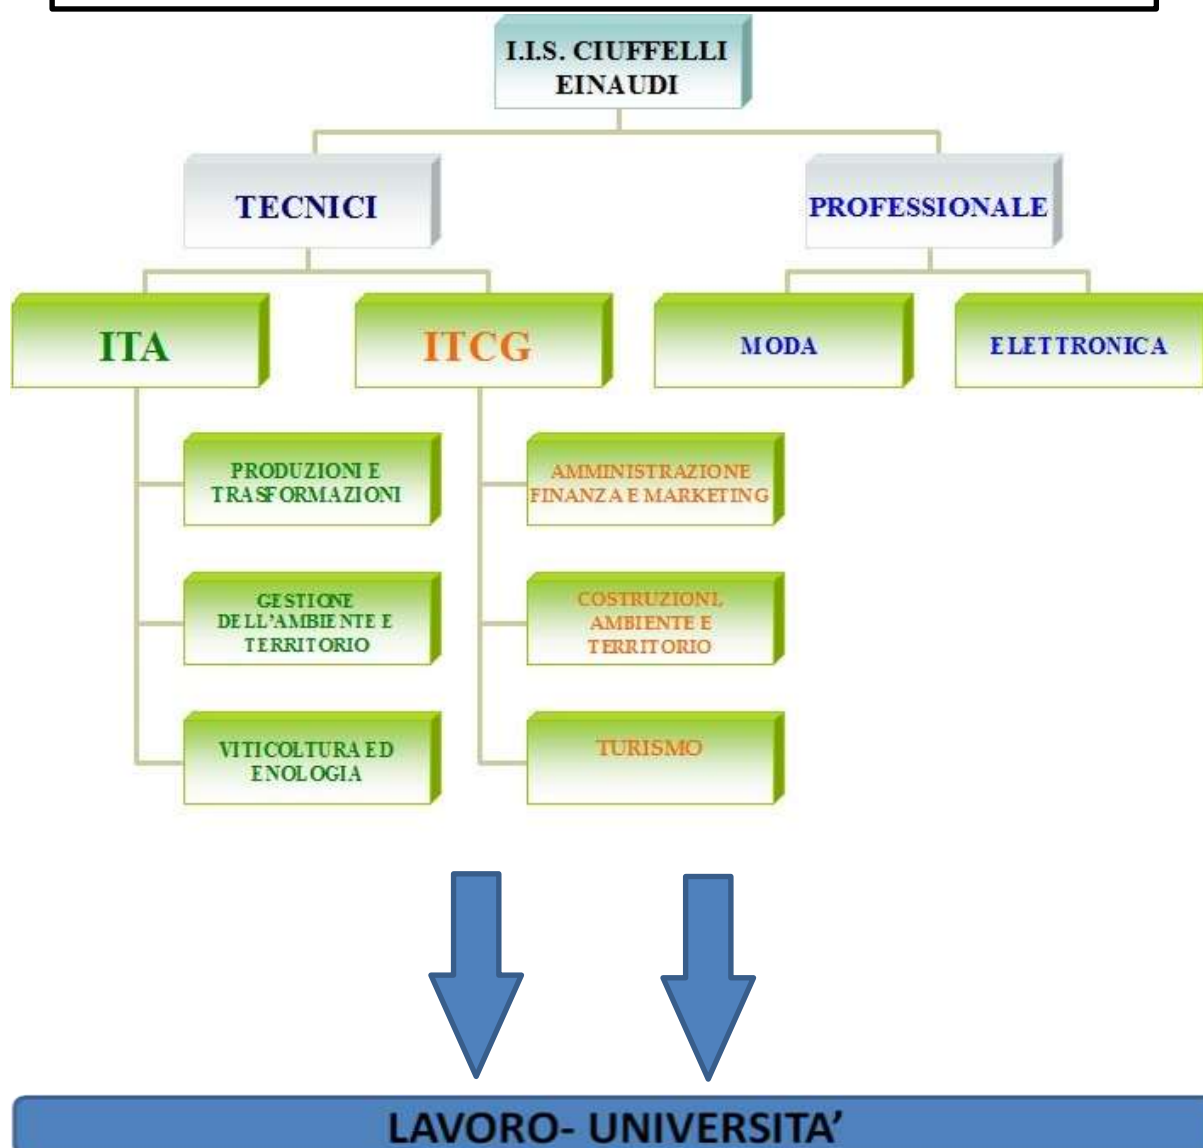 I.I.S. CIUFFELLI
EINAUDI
TECNICI
PROFESSIONALE
ITA
ITCG
MODA
ELETTRONICA
PRODUZIONI E
TRASFORMAZIONI
AMMINISTRAZIONE
FINANZA E MARKETING
GESTIONE
DELL'AMBIENTE E
TERRITORIO
COSTRUZIONI,
AMBIENTE E
TERRITORIO
VITICOLTURA ED
ENOLOGIA
TURISMO
LAVORO- UNIVERSITA’